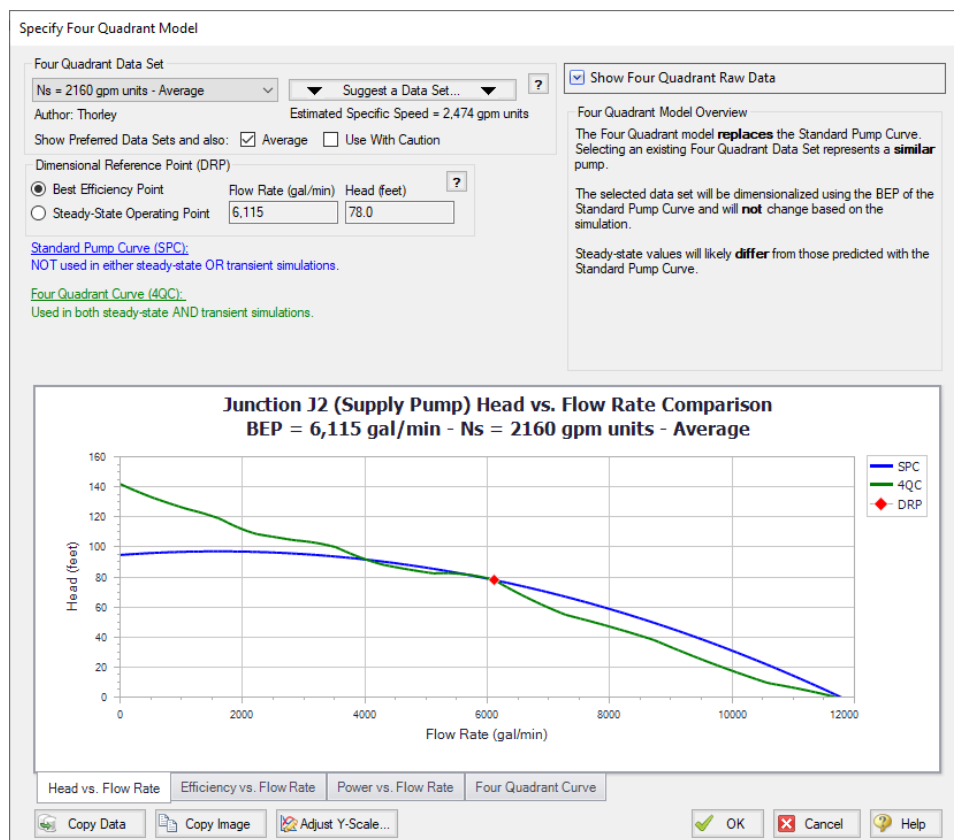 Specify Four Quadrant Model
Four Quadrant Data Set
Ns = 2160 gpm units - Average
Suggest a Data Set...
?
Author: Thorley
Estimated Specific Speed = 2,474 gpm units
Show Preferred Data Sets and also:
Average
Use With Caution
Dimensional Reference Point (DRP)
Best Efficiency Point
Flow Rate (gal/min)
Head (feet)
?
Steady-State Operating Point
6,115
78.0
Standard Pump Curve (SPC):
NOT used in either steady-state OR transient simulations.
Four Quadrant Curve (4QC):
Used in both steady-state AND transient simulations.
Show Four Quadrant Raw Data
Four Quadrant Model Overview
The Four Quadrant model replaces the Standard Pump Curve.
Selecting an existing Four Quadrant Data Set represents a similar
pump.
The selected data set will be dimensionalized using the BEP of the
Standard Pump Curve and will not change based on the
simulation.
Steady-state values will likely differ from those predicted with the
Standard Pump Curve.
Junction J2 (Supply Pump) Head vs. Flow Rate Comparison
BEP = 6,115 gal/min - Ns = 2160 gpm units - Average
160
140
120
100
80
60
40
20
0
Head (feet)
0
2000
4000
6000
8000
10000
12000
Flow Rate (gal/min)
SPC
4QC
DRP
Head vs. Flow Rate
Efficiency vs. Flow Rate
Power vs. Flow Rate
Four Quadrant Curve
Copy Data
Copy Image
Adjust Y-Scale...
OK
Cancel
Help